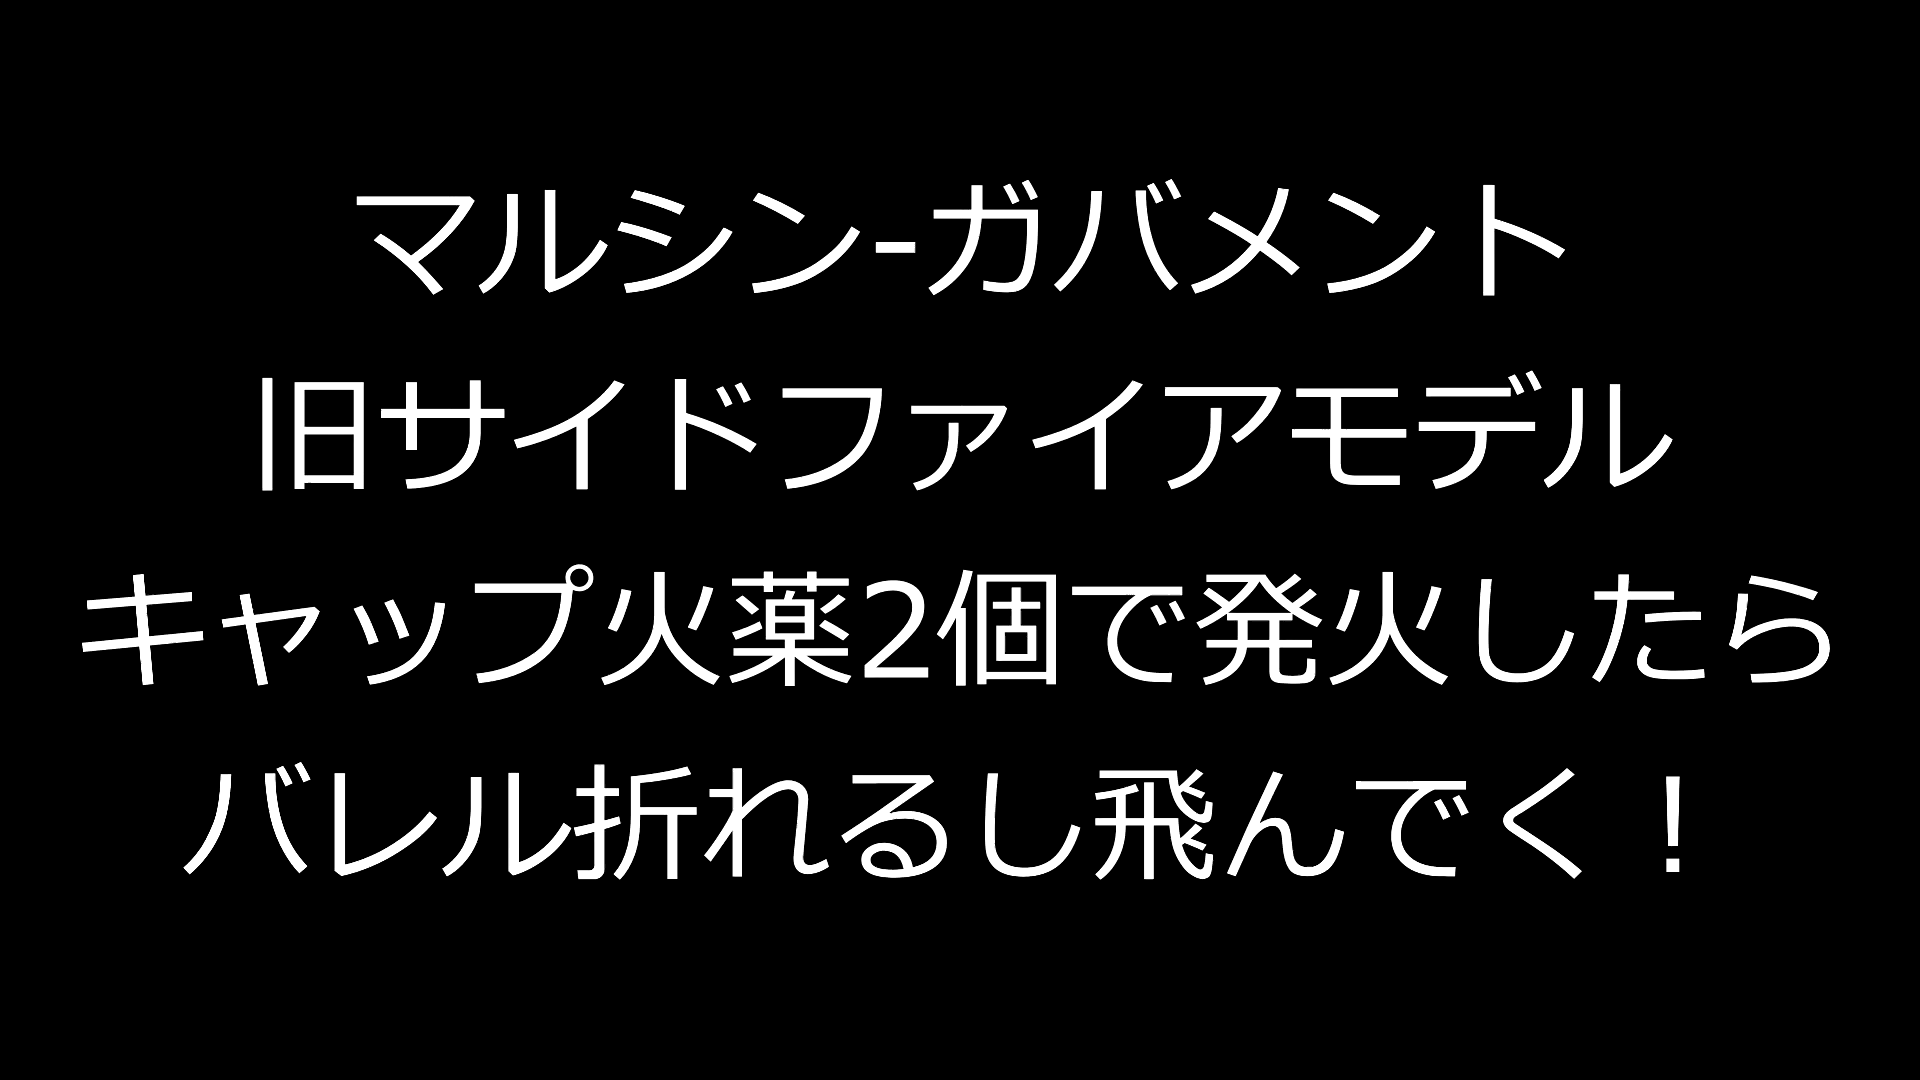 マルシン-ガバメント
旧サイドファイアモデル
キャップ火薬2個で発火したら
バレル折れるし飛んでく！